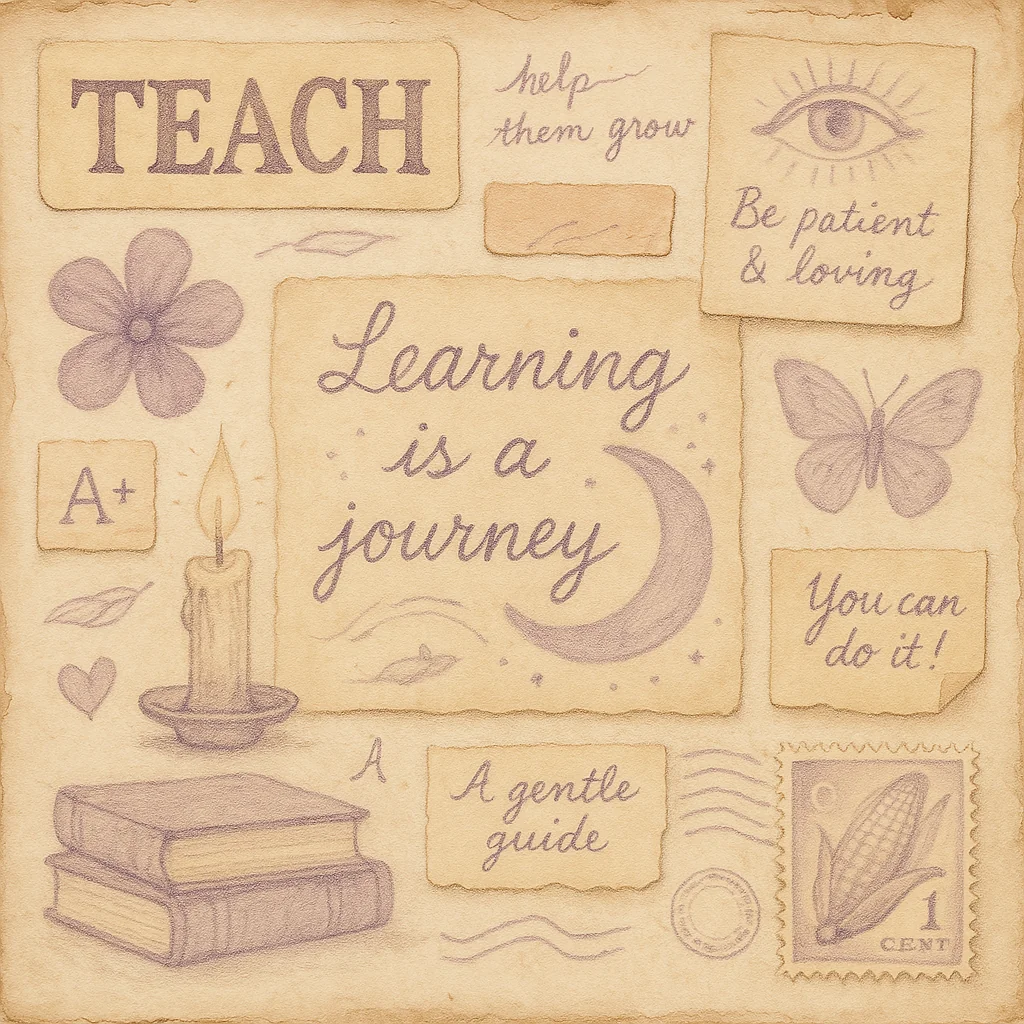 TEACH
help
them grow
Be patient
& loving
Learning
is a
journey
A+
You can
do it!
A
A gentle
guide
1
CENT